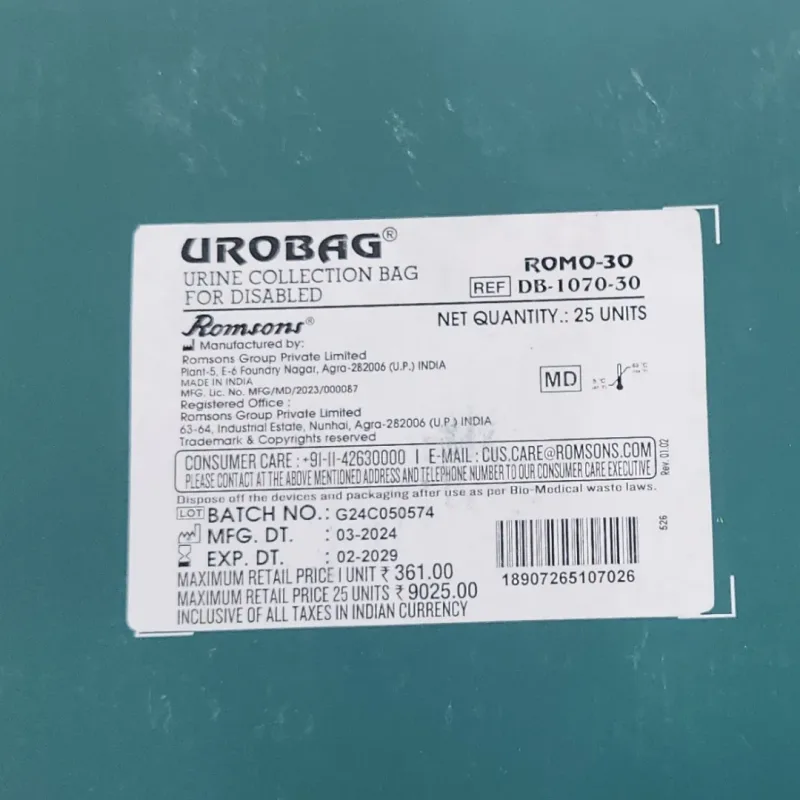 UROBAG®
URINE COLLECTION BAG
FOR DISABLED
ROMO-30
REF DB-1070-30
NET QUANTITY.: 25 UNITS
Romsons®
Manufactured by:
Romsons Group Private Limited
Plant-5, E-6 Foundry Nagar, Agra-282006 (U.P.) INDIA
MADE IN INDIA
MFG. Lic. No. MFG/MD/2023/000087
Registered Office :
Romsons Group Private Limited
63-64, Industrial Estate, Nunhai, Agra-282006 (U.P.) INDIA
Trademark & Copyrights reserved
MD
CONSUMER CARE : +91-11-42630000 | E-MAIL : CUS.CARE@ROMSONS.COM
PLEASE CONTACT AT THE ABOVE MENTIONED ADDRESS AND TELEPHONE NUMBER TO OUR CONSUMER CARE EXECUTIVE
Rev. 01.02
Dispose off the devices and packaging after use as per Bio-Medical waste laws.
LOT BATCH NO.: G24C050574
MFG. DT. : 03-2024
EXP. DT. : 02-2029
MAXIMUM RETAIL PRICE 1 UNIT ₹ 361.00
MAXIMUM RETAIL PRICE 25 UNITS ₹ 9025.00
INCLUSIVE OF ALL TAXES IN INDIAN CURRENCY
526
18907265107026